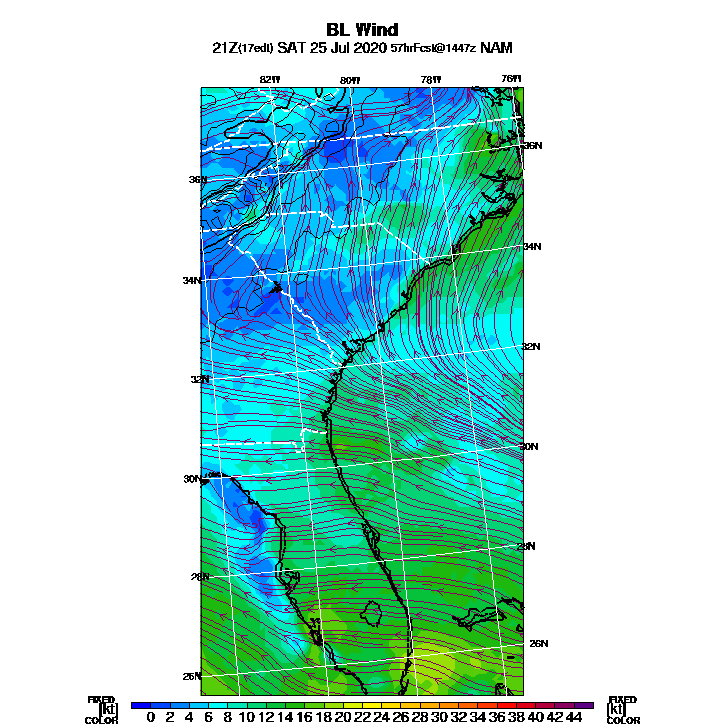 BL Wind
21Z(17edt) SAT 25 Jul 2020 57hrFcst@1447z NAM
82W 80W 78W 76W
36N
36N
34N
34N
32N
32N
30N
30N
28N
28N
26N
26N
FIXED FIXED
[kt] 0 2 4 6 8 10 12 14 16 18 20 22 24 26 28 30 32 34 36 38 40 42 44 [kt]
COLOR COLOR